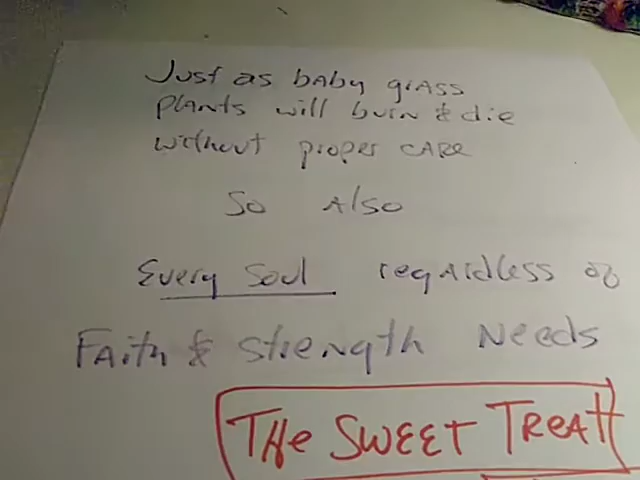 Just as baby grass
plants will burn & die
without proper care
So Also
Every Soul regardless of
Faith & strength Needs
THe SWEET TReaTT